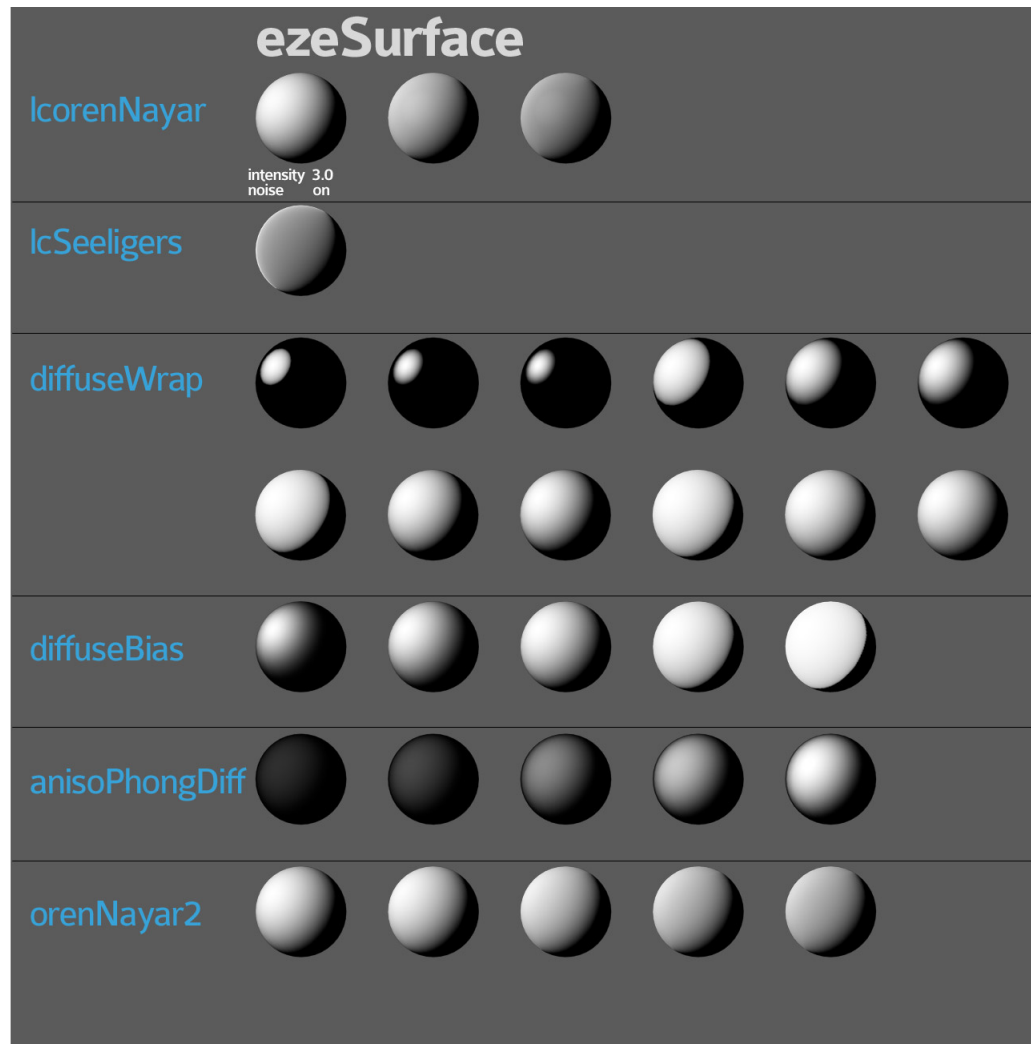 ezeSurface
lcorenNayar
intensity 3.0
noise on
lcSeeligers
diffuseWrap
diffuseBias
anisoPhongDiff
orenNayar2